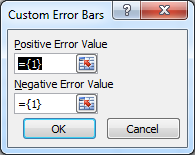 Custom Error Bars
Positive Error Value
={1}
Negative Error Value
={1}
OK Cancel